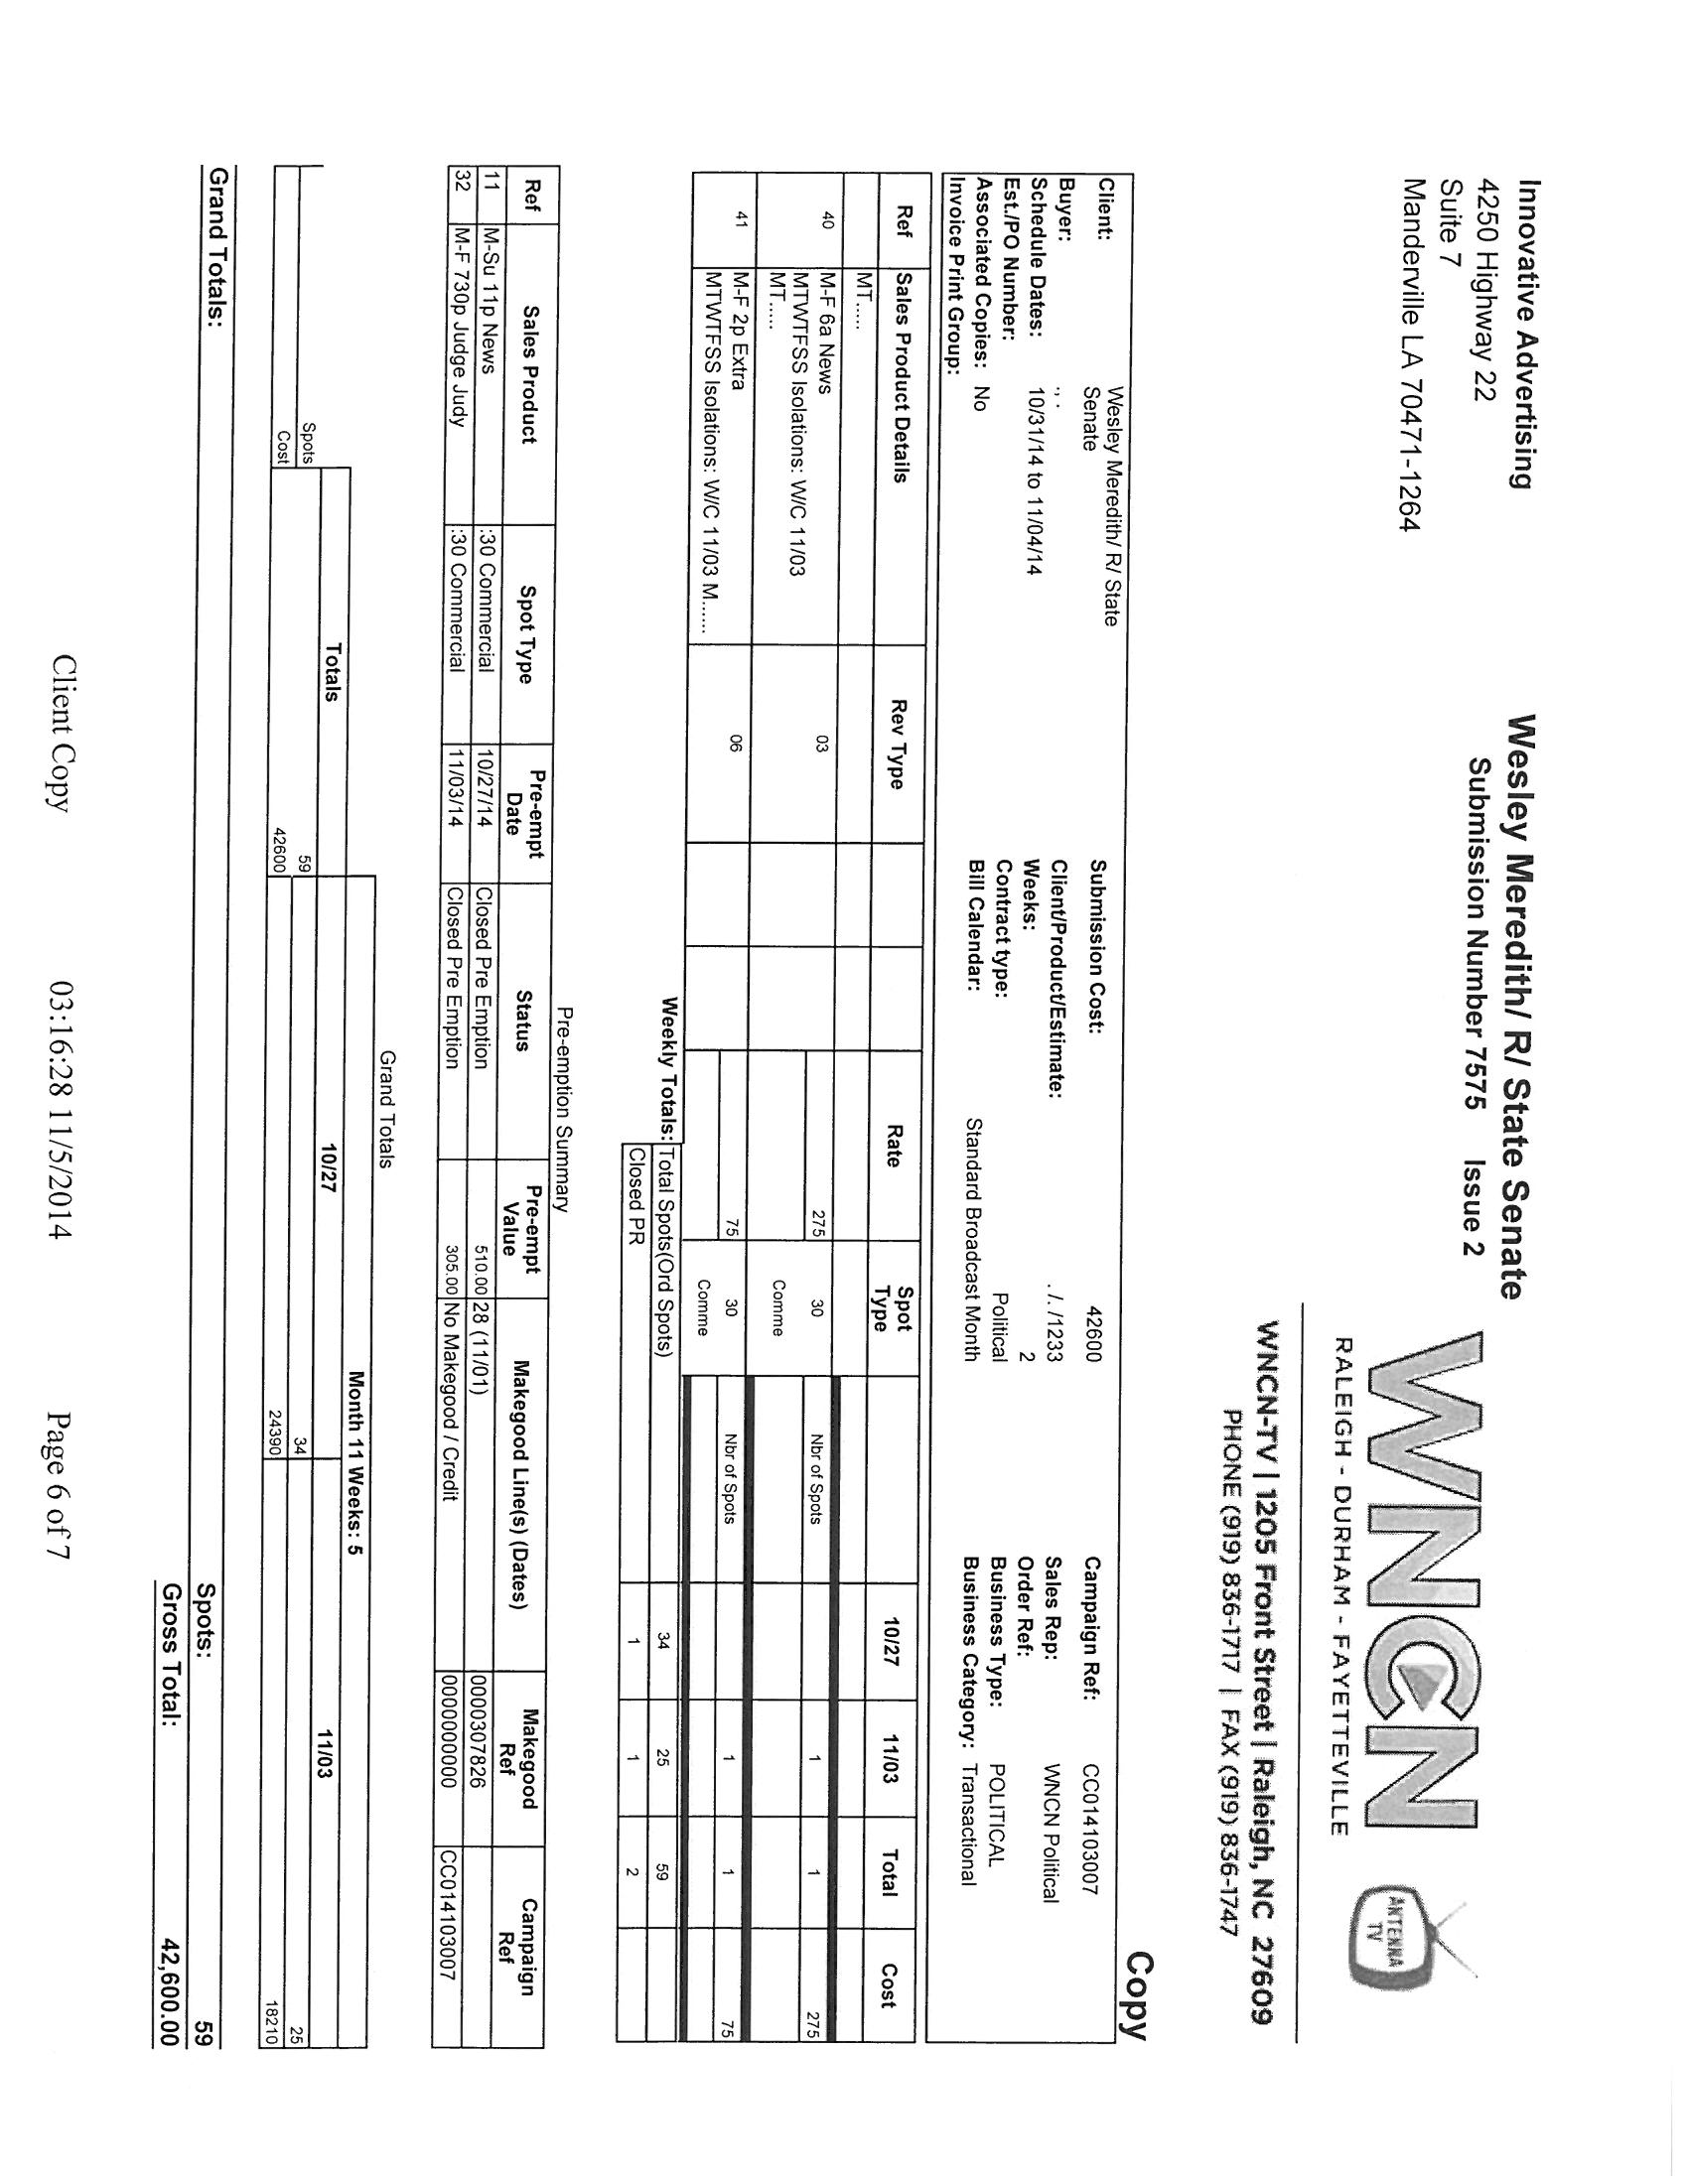 Innovative Advertising
4250 Highway 22
Suite 7
Manderville LA 70471-1264
Wesley Meredith/ R/ State Senate
Submission Number 7575 Issue 2
WNCN
RALEIGH - DURHAM - FAYETTEVILLE
ANTENNA TV
WNCN-TV | 1205 Front Street | Raleigh, NC 27609
PHONE (919) 836-1717 | FAX (919) 836-1747
Copy
Client: Wesley Meredith/ R/ State Senate Submission Cost: 42600 Campaign Ref: CC014103007
Buyer: ., . Client/Product/Estimate: ./. /1233 Sales Rep: WNCN Political
Schedule Dates: 10/31/14 to 11/04/14 Weeks: 2 Order Ref:
Est./PO Number: Contract type: Political Business Type: POLITICAL
Associated Copies: No Bill Calendar: Standard Broadcast Month Business Category: Transactional
Invoice Print Group:
Ref Sales Product Details Rev Type Rate Spot Type 10/27 11/03 Total Cost
MT.....
40 M-F 6a News 03 275 30 Comme Nbr of Spots 1 1 275
MTWTFSS Isolations: W/C 11/03
MT.....
41 M-F 2p Extra 06 75 30 Comme Nbr of Spots 1 1 75
MTWTFSS Isolations: W/C 11/03 M......
Weekly Totals: Total Spots(Ord Spots) 34 25 59
Closed PR 1 1 2
Pre-emption Summary
Ref Sales Product Spot Type Pre-empt Date Status Pre-empt Value Makegood Line(s) (Dates) Makegood Ref Campaign Ref
11 M-Su 11p News :30 Commercial 10/27/14 Closed Pre Emption 510.00 28 (11/01) 0000307826
32 M-F 730p Judge Judy :30 Commercial 11/03/14 Closed Pre Emption 305.00 No Makegood / Credit 0000000000 CC014103007
Grand Totals
Month 11 Weeks: 5
Totals 10/27 11/03
Spots 59 34 25
Cost 42600 24390 18210
Grand Totals: Spots: 59
Gross Total: 42,600.00
Client Copy 03:16:28 11/5/2014 Page 6 of 7